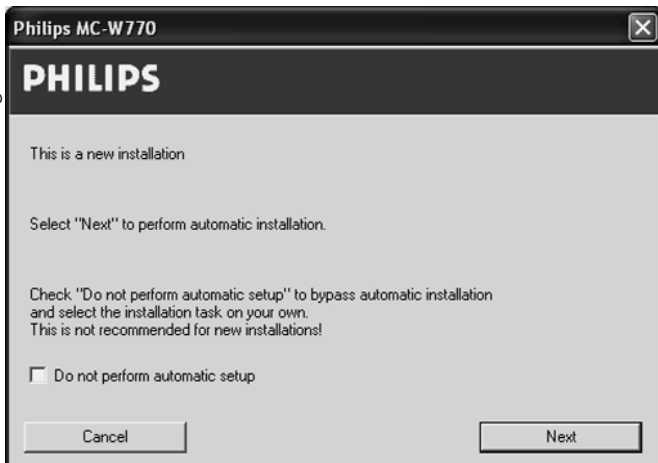 Philips MC-W770
PHILIPS
This is a new installation
Select "Next" to perform automatic installation.
Check "Do not perform automatic setup" to bypass automatic installation
and select the installation task on your own.
This is not recommended for new installations!
Do not perform automatic setup
Cancel
Next